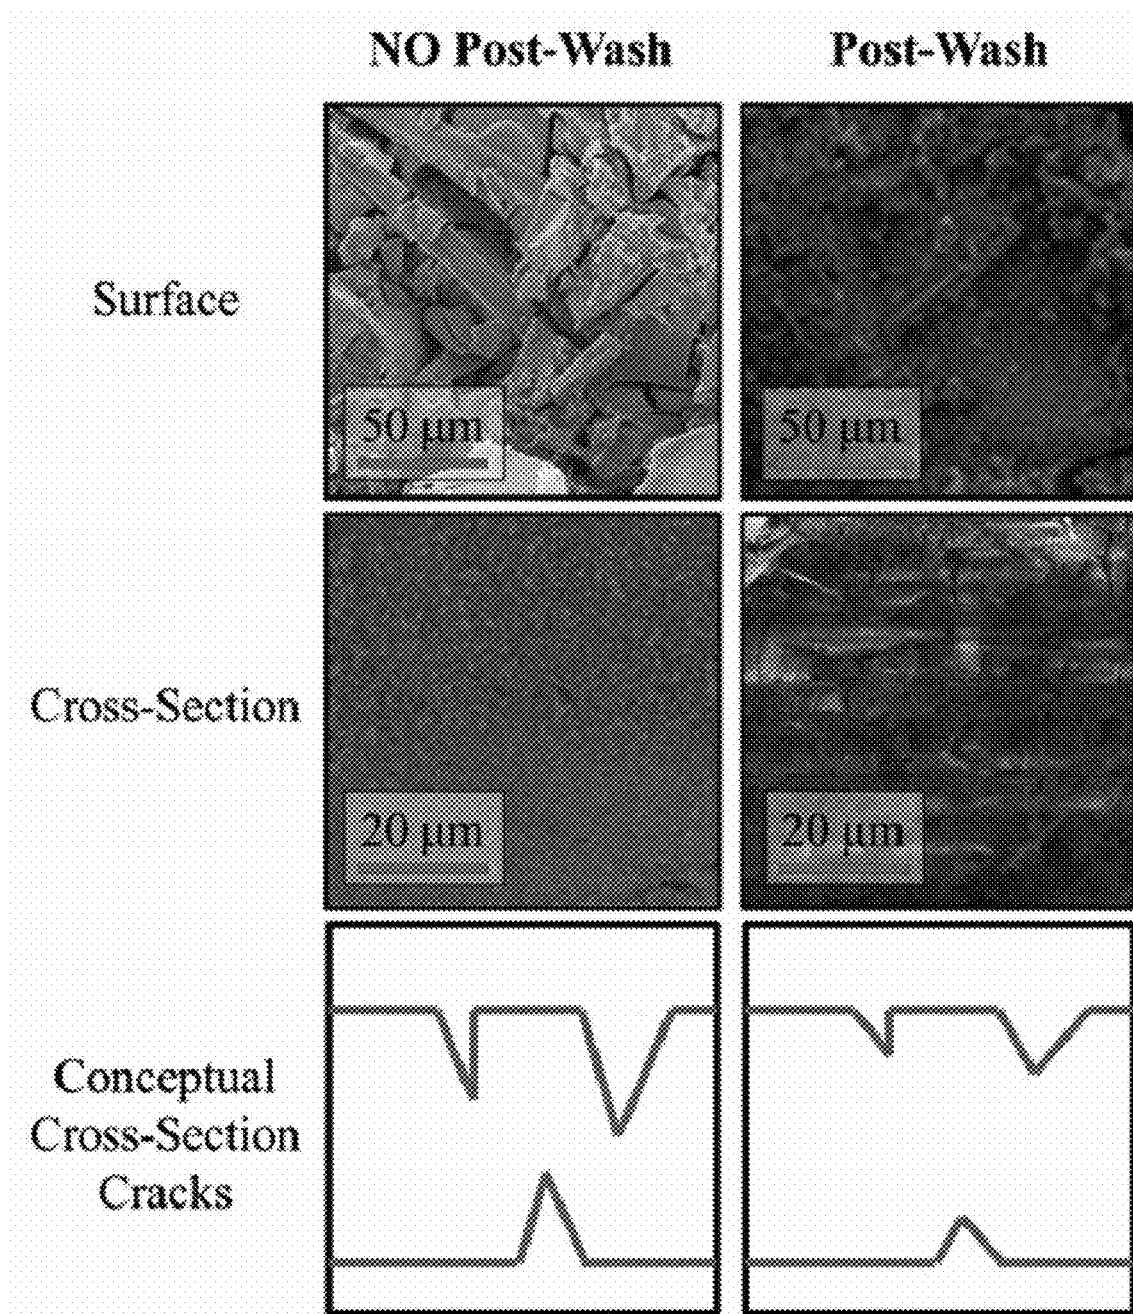 NO Post-Wash Post-Wash
Surface
50 μm 50 μm
Cross-Section
20 μm 20 μm
Conceptual
Cross-Section
Cracks